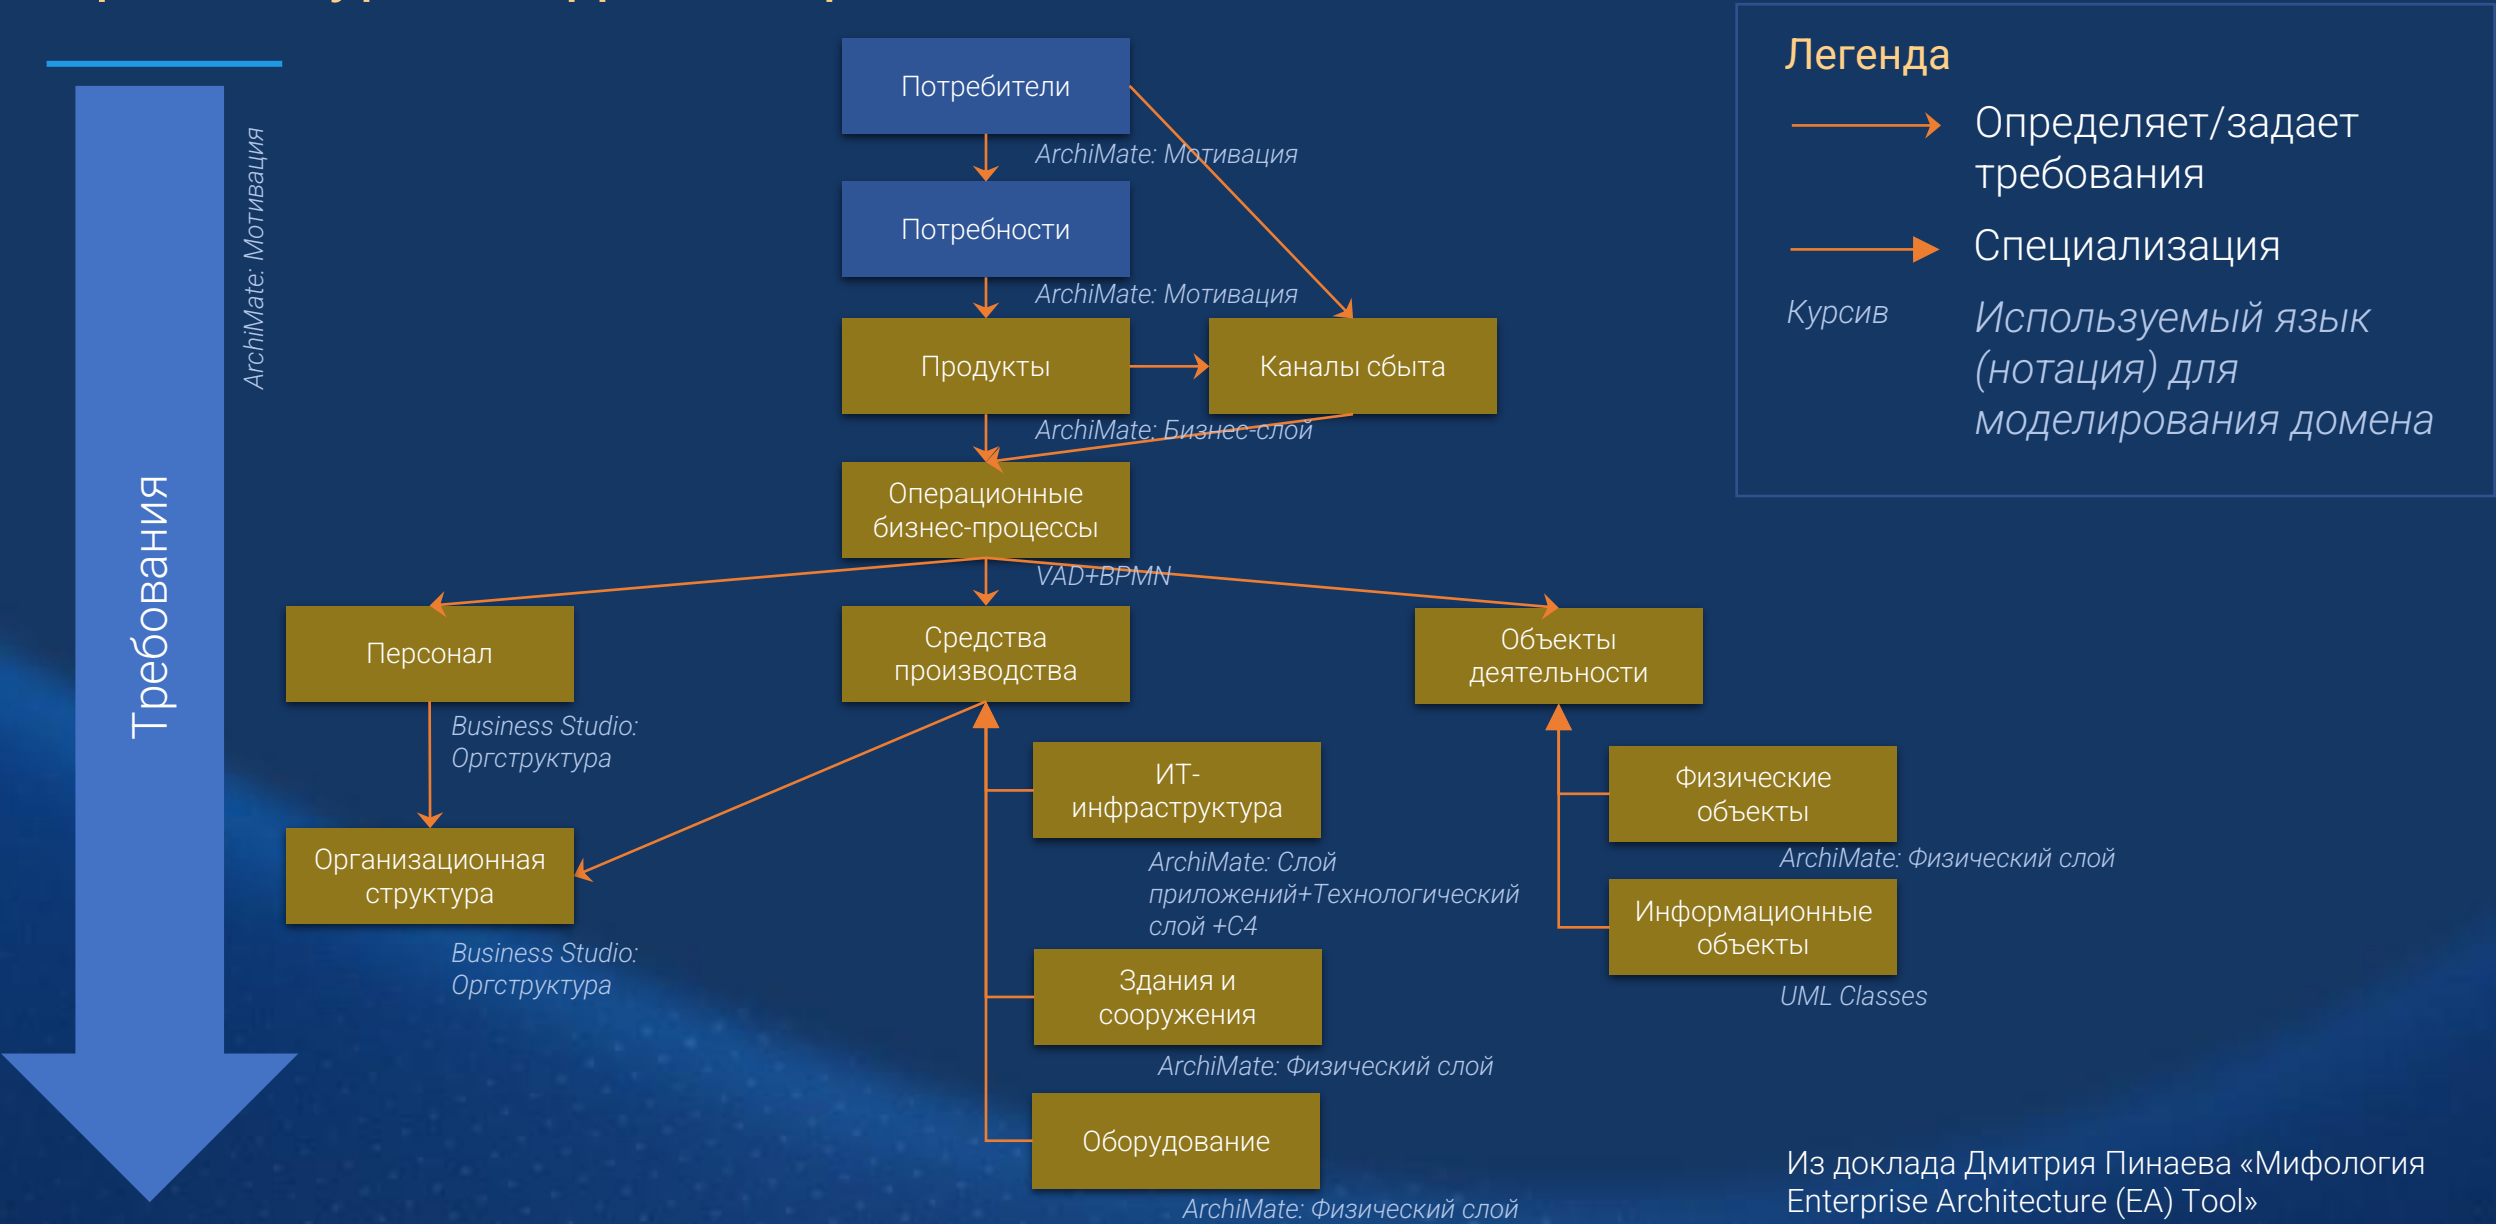 Потребители
ArchiMate: Мотивация
Потребности
ArchiMate: Мотивация
Продукты
Каналы сбыта
ArchiMate: Бизнес-слой
Операционные
бизнес-процессы
VAD+BPMN
Персонал
Business Studio:
Оргструктура
Организационная
структура
Business Studio:
Оргструктура
Средства
производства
ИТ-
инфраструктура
ArchiMate: Слой
приложений+Технологический
слой +C4
Здания и
сооружения
ArchiMate: Физический слой
Оборудование
ArchiMate: Физический слой
Объекты
деятельности
Физические
объекты
ArchiMate: Физический слой
Информационные
объекты
UML Classes
Требования
ArchiMate: Мотивация
Легенда
Определяет/задает
требования
Специализация
Курсив
Используемый язык
(нотация) для
моделирования домена
Из доклада Дмитрия Пинаева «Мифология
Enterprise Architecture (EA) Tool»